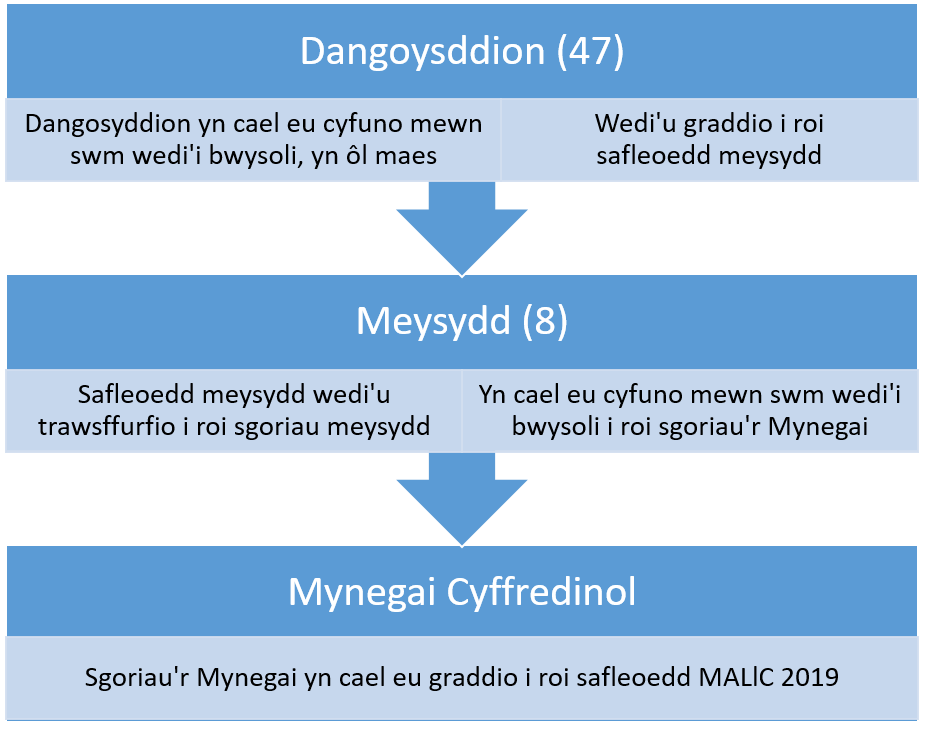 Dangoysddion (47)
Dangosyddion yn cael eu cyfuno mewn
swm wedi'i bwysoli, yn ôl maes
Wedi'u graddio i roi
safleoedd meysydd
Meysydd (8)
Safleoedd meysydd wedi'u
trawsffurfio i roi sgoriau meysydd
Yn cael eu cyfuno mewn swm wedi'i
bwysoli i roi sgoriau'r Mynegai
Mynegai Cyffredinol
Sgoriau'r Mynegai yn cael eu graddio i roi safleoedd MALlC 2019